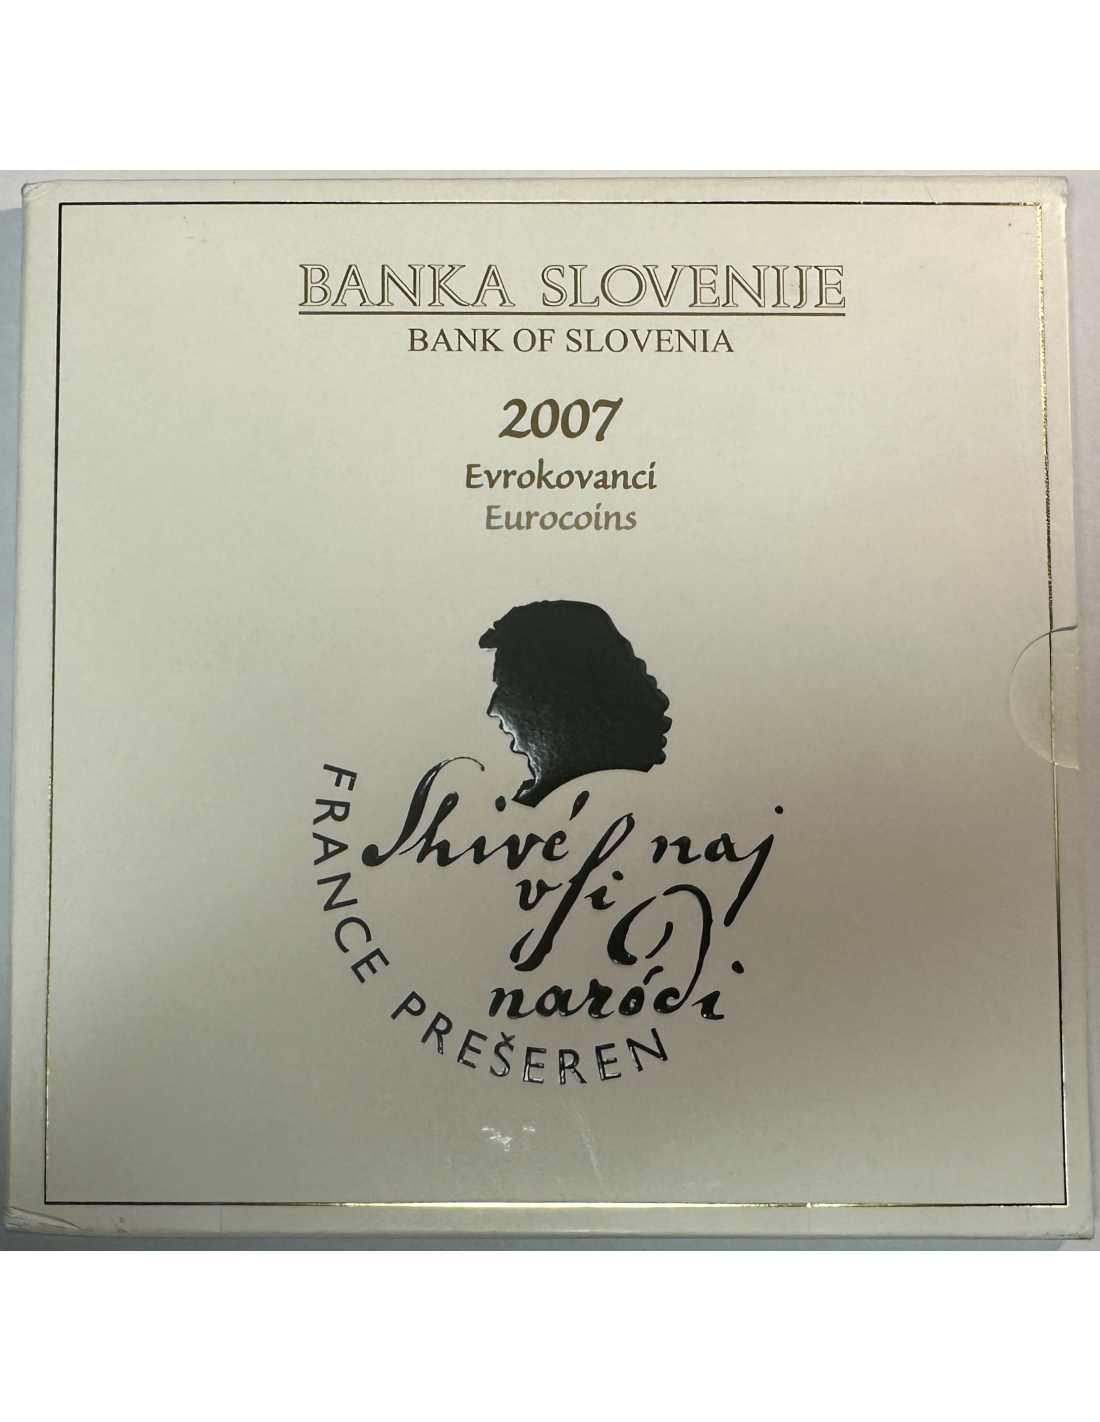 BANKA SLOVENIJE
BANK OF SLOVENIA
2007
Evrokovanci
Eurocoins
Shivé naj
vſi
naródi
FRANCE PREŠEREN